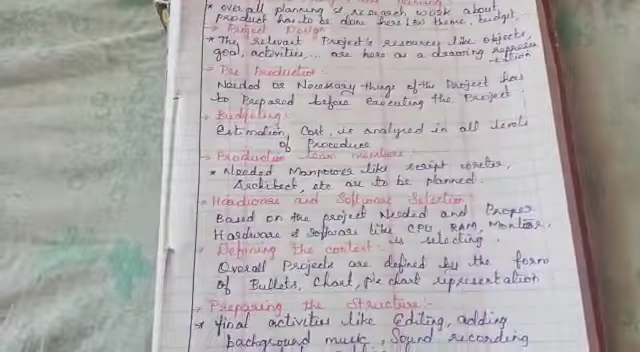 * Overall planning & research work about,
product has to be done here like theme, budget,
→ Project Design
* The relevant Project's resources like objects,
goal, activities... are here as a drawing represen
-tation
→ Pre Production:
Needed or Necessary things of the Project has
to Prepared before executing the Project.
→ Budgeting:
Estimation, Cost, is analysed in all levels
of Procedure
→ Production team members:
* Needed Manpower like script writer,
Architect, etc are to be planned.
→ Hardware and Software Selection
Based on the project Needed and Proper
Hardware & Software like CPU RAM, Monitor,
is selecting.
→ Defining the content:
Overall Projects are defined by the form
of Bullets, Chart, pie chart representation
→ Preparing the Structure:-
* final activities like Editing, adding
background music, Sound recording